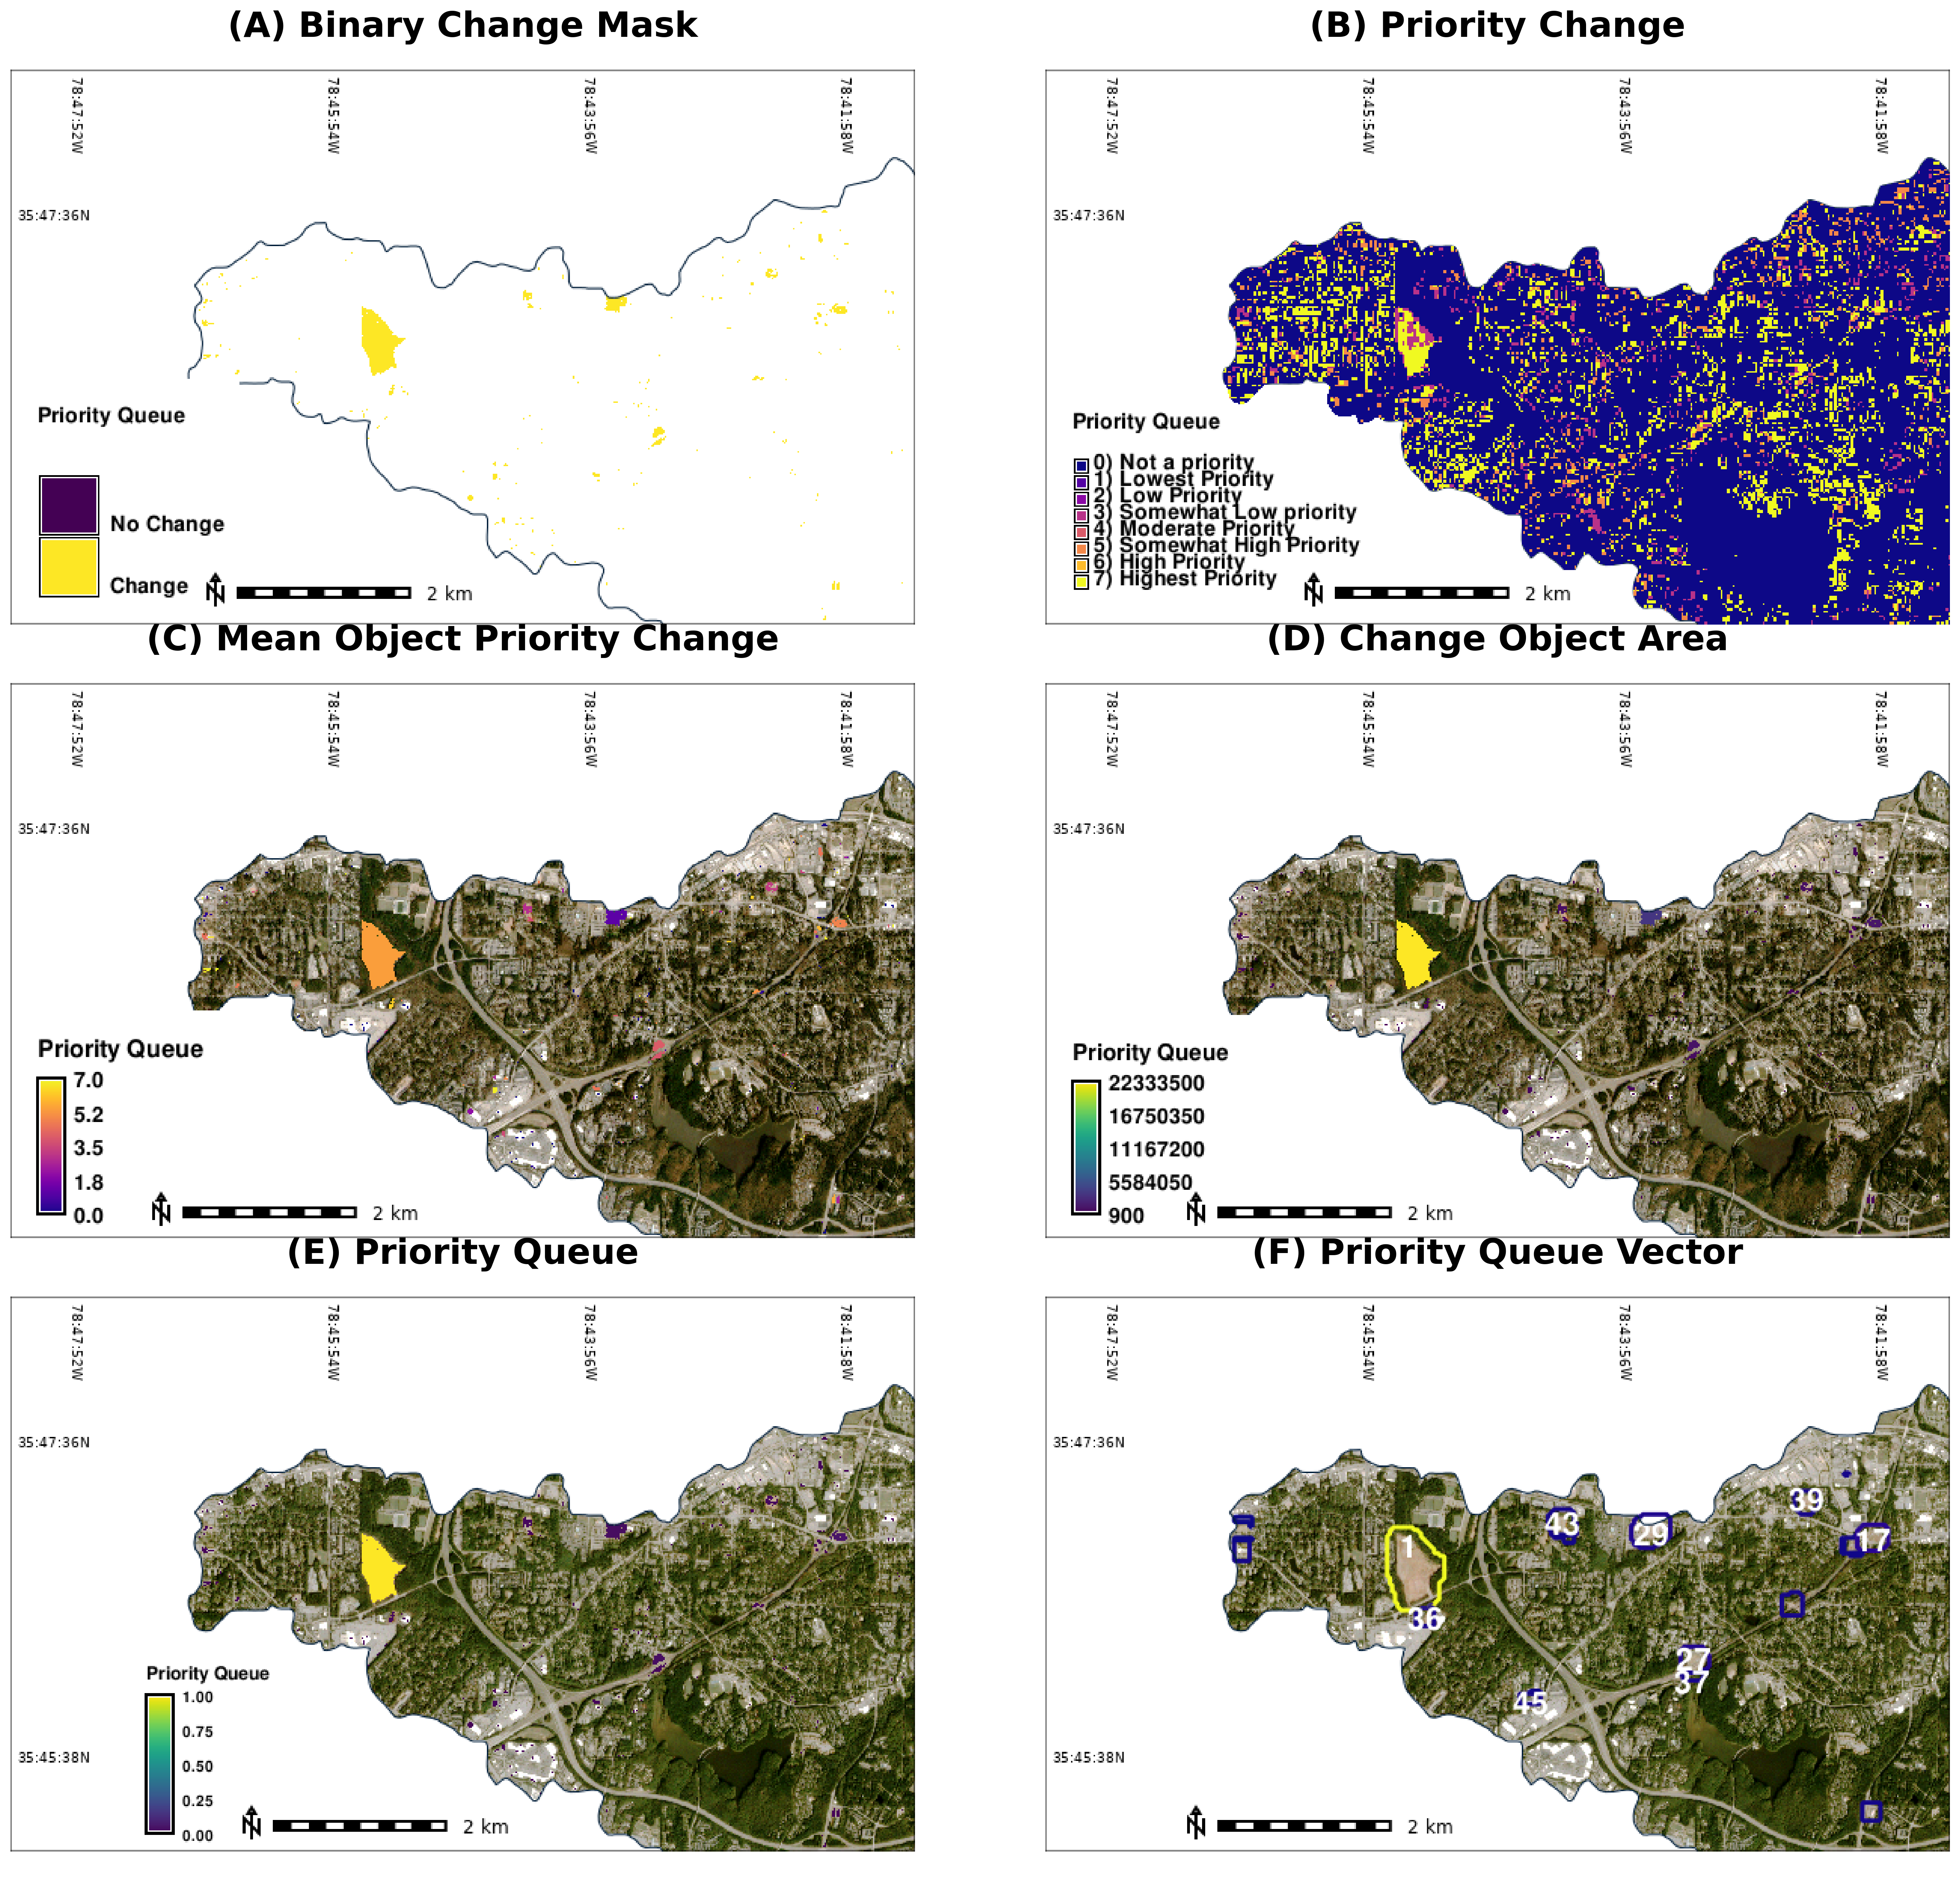 (A) Binary Change Mask
78:47:52W
78:45:54W
78:43:56W
78:41:58W
35:47:36N
Priority Queue
No Change
Change
N
2 km
(B) Priority Change
78:47:52W
78:45:54W
78:43:56W
78:41:58W
35:47:36N
Priority Queue
0) Not a priority
1) Lowest Priority
2) Low Priority
3) Somewhat Low priority
4) Moderate Priority
5) Somewhat High Priority
6) High Priority
7) Highest Priority
N
2 km
(C) Mean Object Priority Change
78:47:52W
78:45:54W
78:43:56W
78:41:58W
35:47:36N
Priority Queue
7.0
5.2
3.5
1.8
0.0
N
2 km
(D) Change Object Area
78:47:52W
78:45:54W
78:43:56W
78:41:58W
35:47:36N
Priority Queue
22333500
16750350
11167200
5584050
900
N
2 km
(E) Priority Queue
78:47:52W
78:45:54W
78:43:56W
78:41:58W
35:47:36N
Priority Queue
1.00
0.75
0.50
0.25
0.00
35:45:38N
N
2 km
(F) Priority Queue Vector
78:47:52W
78:45:54W
78:43:56W
78:41:58W
35:47:36N
39
43
29
17
1
36
27
37
45
35:45:38N
N
2 km